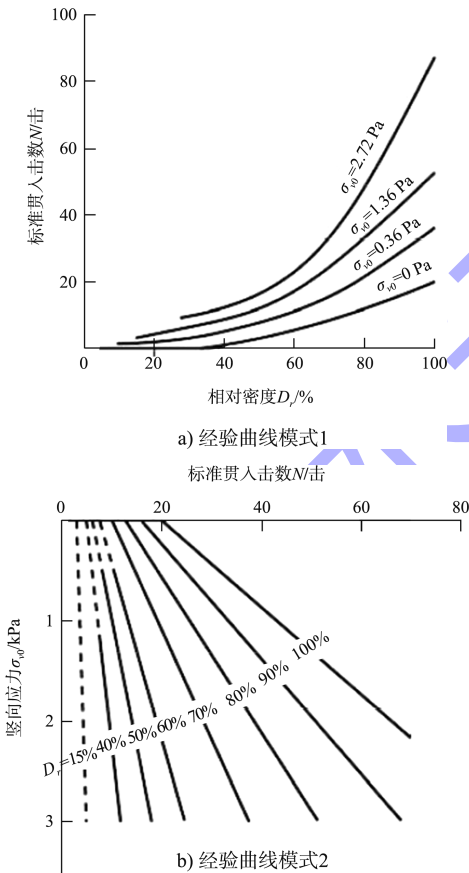 100
80
60
40
20
标准贯入击数N/击
σv0=2.72 Pa
σv0=1.36 Pa
σv0=0.36 Pa
σv0=0 Pa
0 20 40 60 80 100
相对密度Dr/%
a) 经验曲线模式1
标准贯入击数N/击
0 20 40 60 80
1
2
3
竖向应力σv0/kPa
Dr=15% 40% 50% 60% 70% 80% 90% 100%
b) 经验曲线模式2